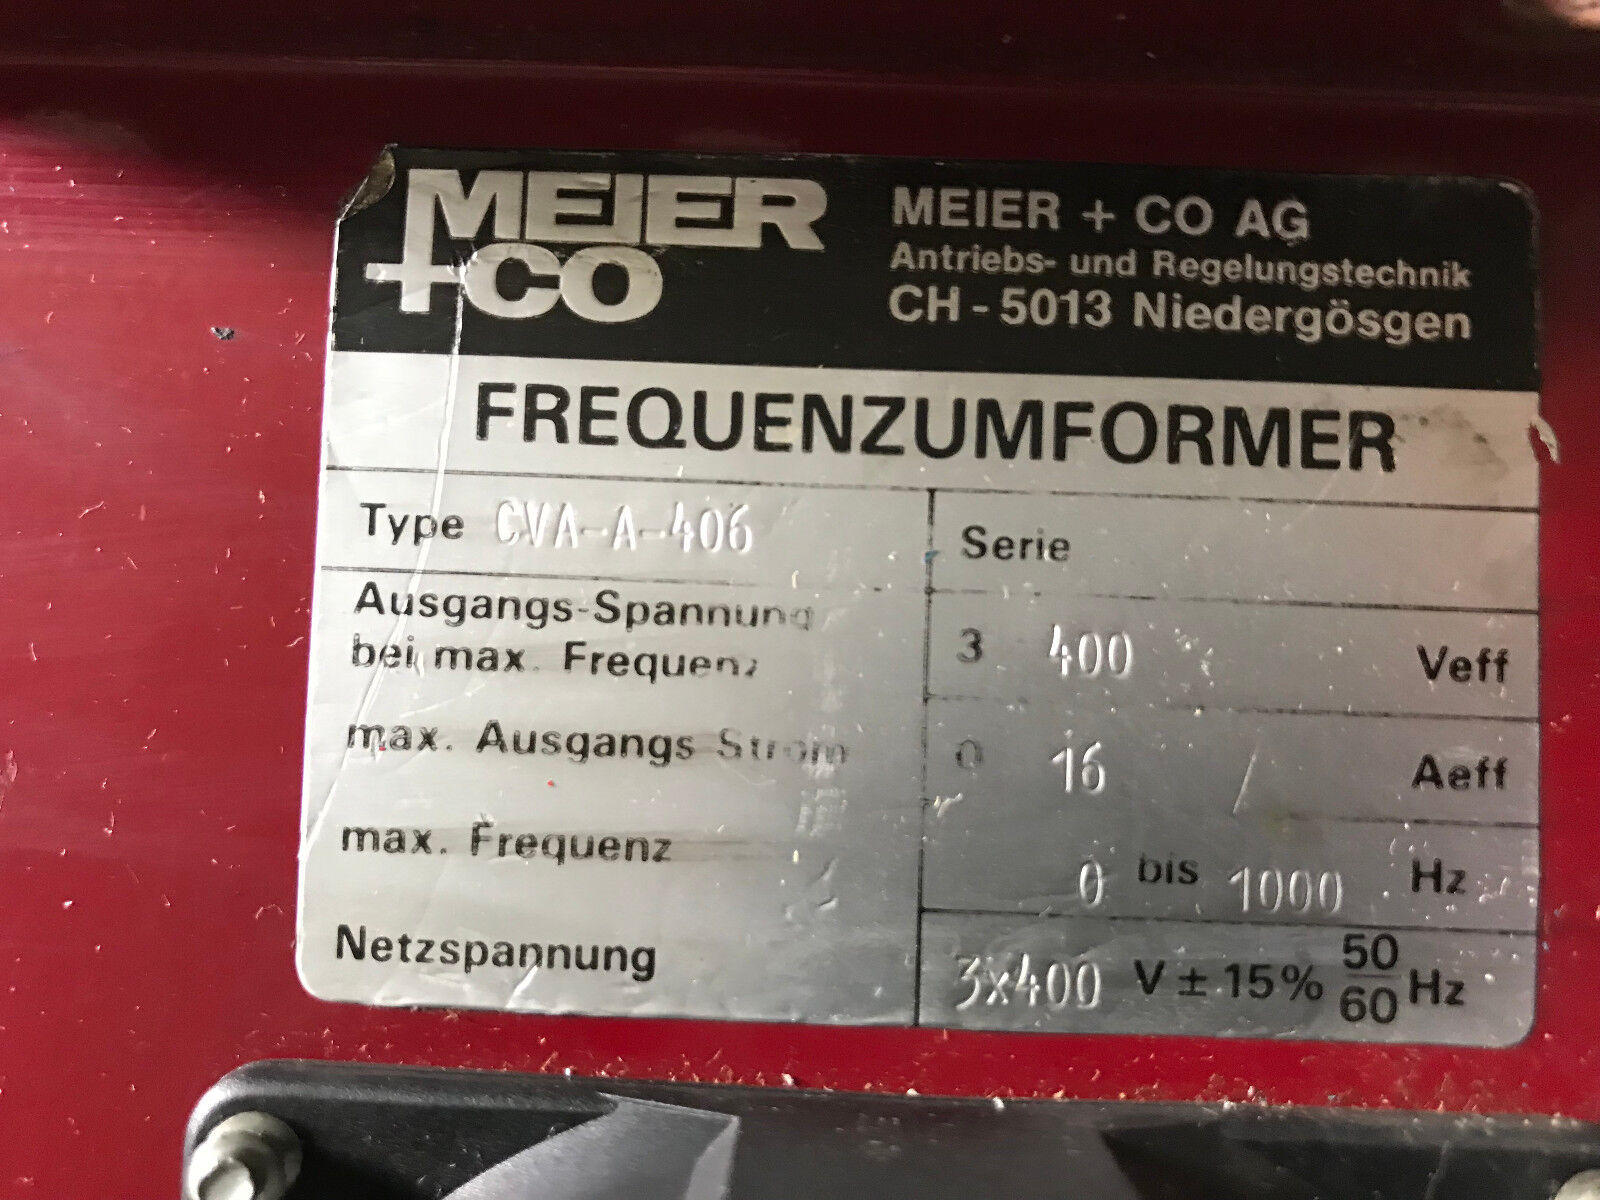 MEIER
+CO
MEIER + CO AG
Antriebs- und Regelungstechnik
CH - 5013 Niedergösgen
FREQUENZUMFORMER
Type CVA-A-406
Serie
Ausgangs-Spannung
bei max. Frequenz
3 400 Veff
max. Ausgangs Strom
0 16 Aeff
max. Frequenz
0 bis 1000 Hz
Netzspannung
3x400 V ± 15% 50/60 Hz